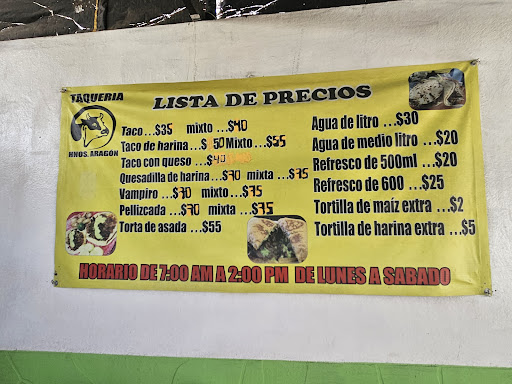 TAQUERIA
HNOS. ARAGON
LISTA DE PRECIOS
Taco ...$35 mixto ...$40
Taco de harina...$50 Mixto...$55
Taco con queso ...$40
Quesadilla de harina...$70 mixta ...$75
Vampiro ...$70 mixto...$75
Pellizcada ...$70 mixta ...$75
Torta de asada ...$55
Agua de litro ...$30
Agua de medio litro ...$20
Refresco de 500ml ...$20
Refresco de 600 ...$25
Tortilla de maíz extra ...$2
Tortilla de harina extra ...$5
HORARIO DE 7:00 AM A 2:00 PM DE LUNES A SABADO